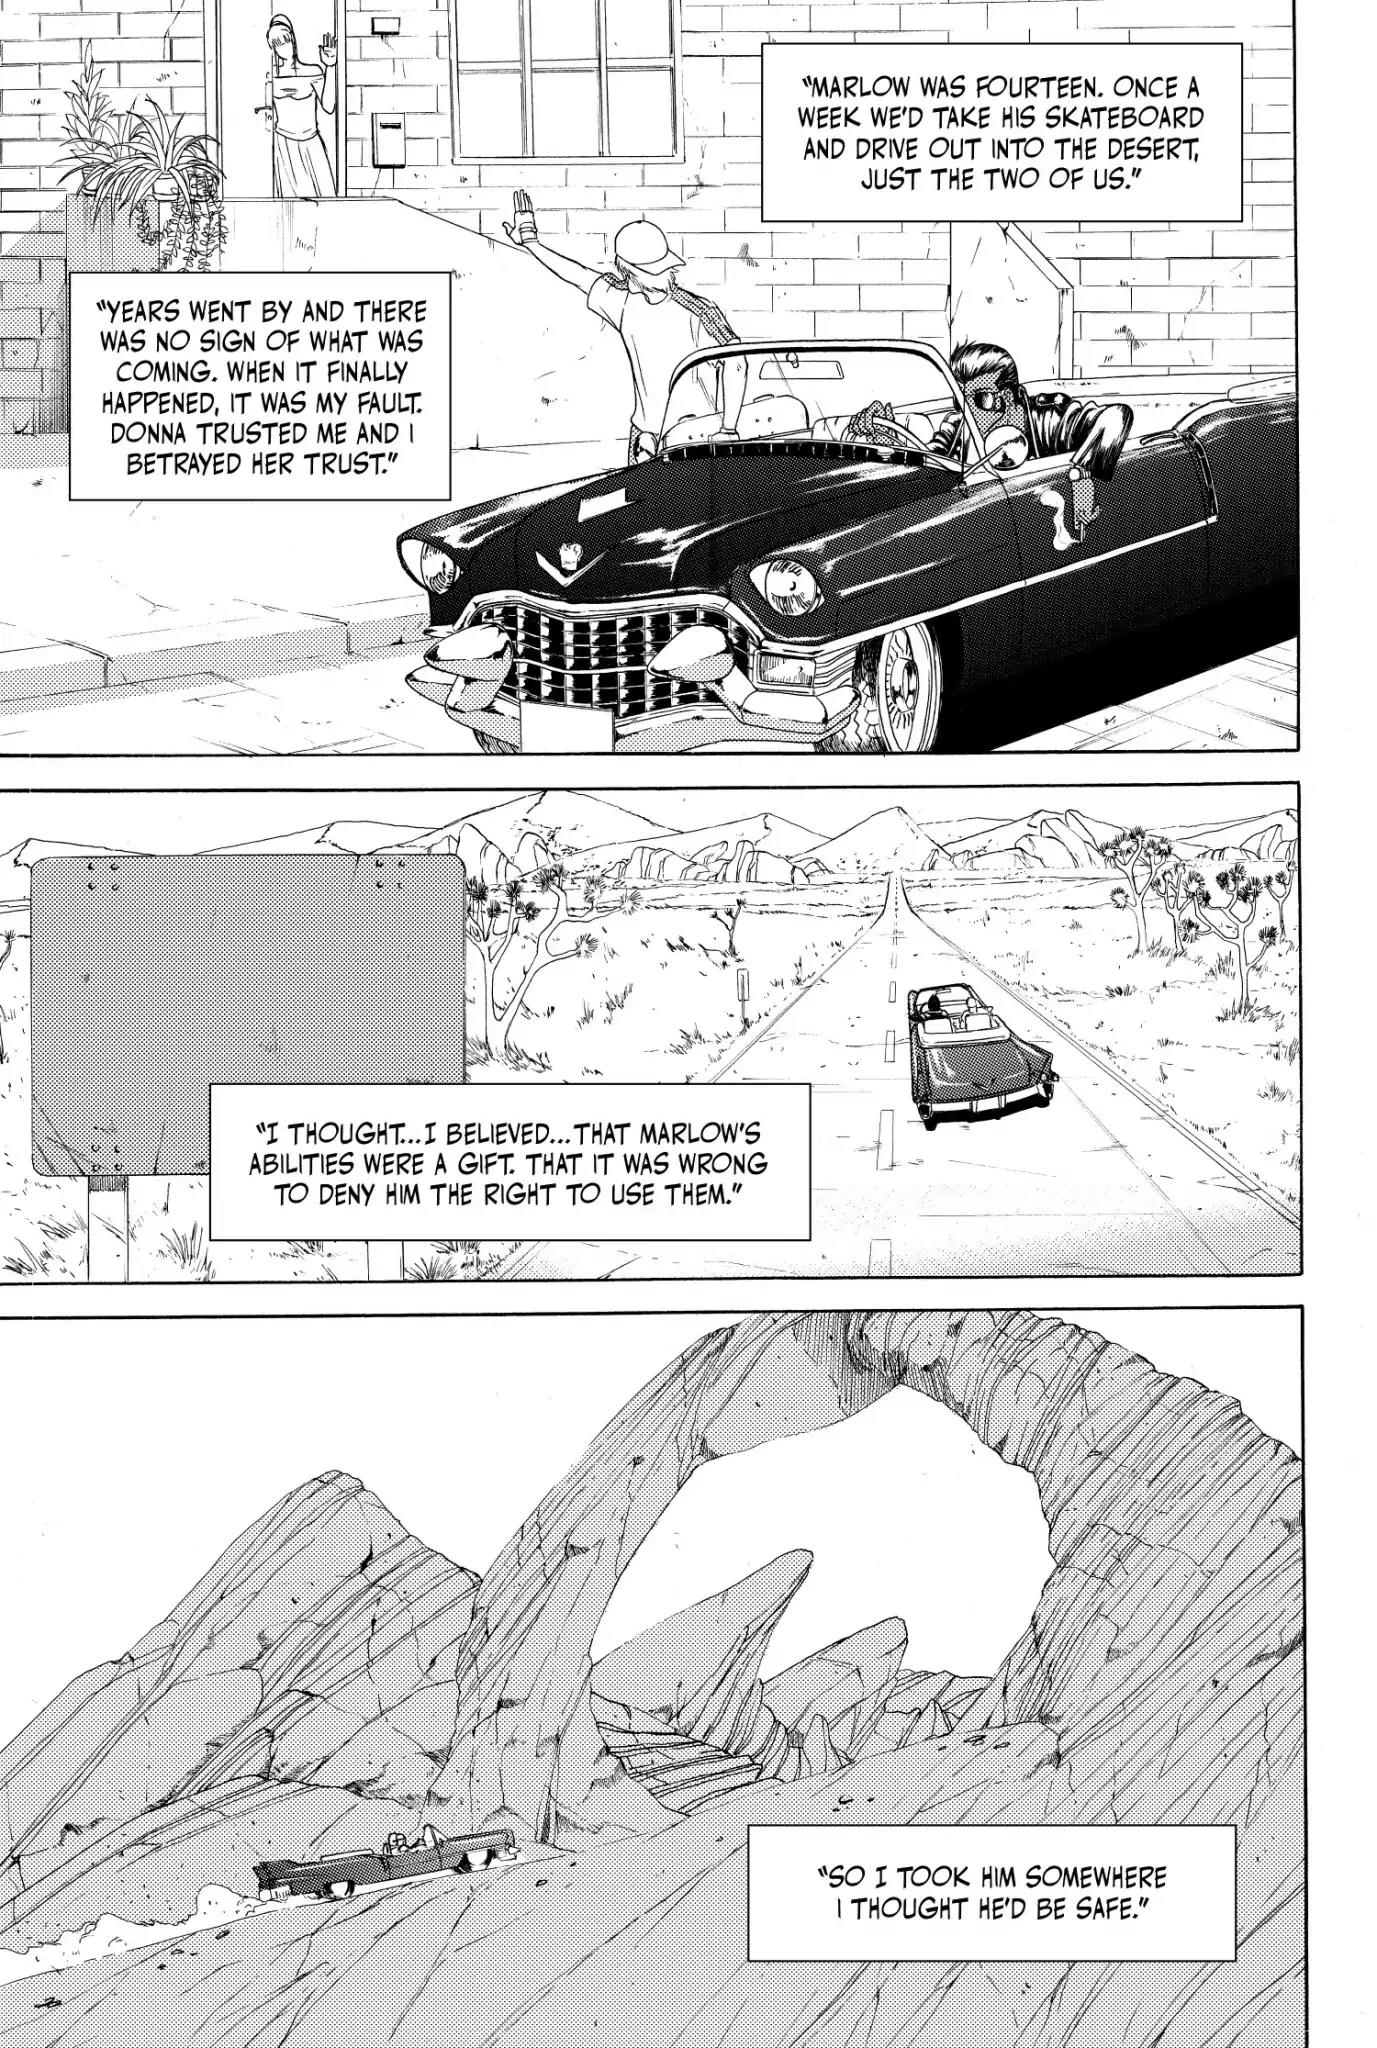 “MARLOW WAS FOURTEEN. ONCE A
WEEK WE’D TAKE HIS SKATEBOARD
AND DRIVE OUT INTO THE DESERT,
JUST THE TWO OF US.”
“YEARS WENT BY AND THERE
WAS NO SIGN OF WHAT WAS
COMING. WHEN IT FINALLY
HAPPENED, IT WAS MY FAULT.
DONNA TRUSTED ME AND I
BETRAYED HER TRUST.”
“I THOUGHT...I BELIEVED...THAT MARLOW’S
ABILITIES WERE A GIFT. THAT IT WAS WRONG
TO DENY HIM THE RIGHT TO USE THEM.”
“SO I TOOK HIM SOMEWHERE
I THOUGHT HE’D BE SAFE.”